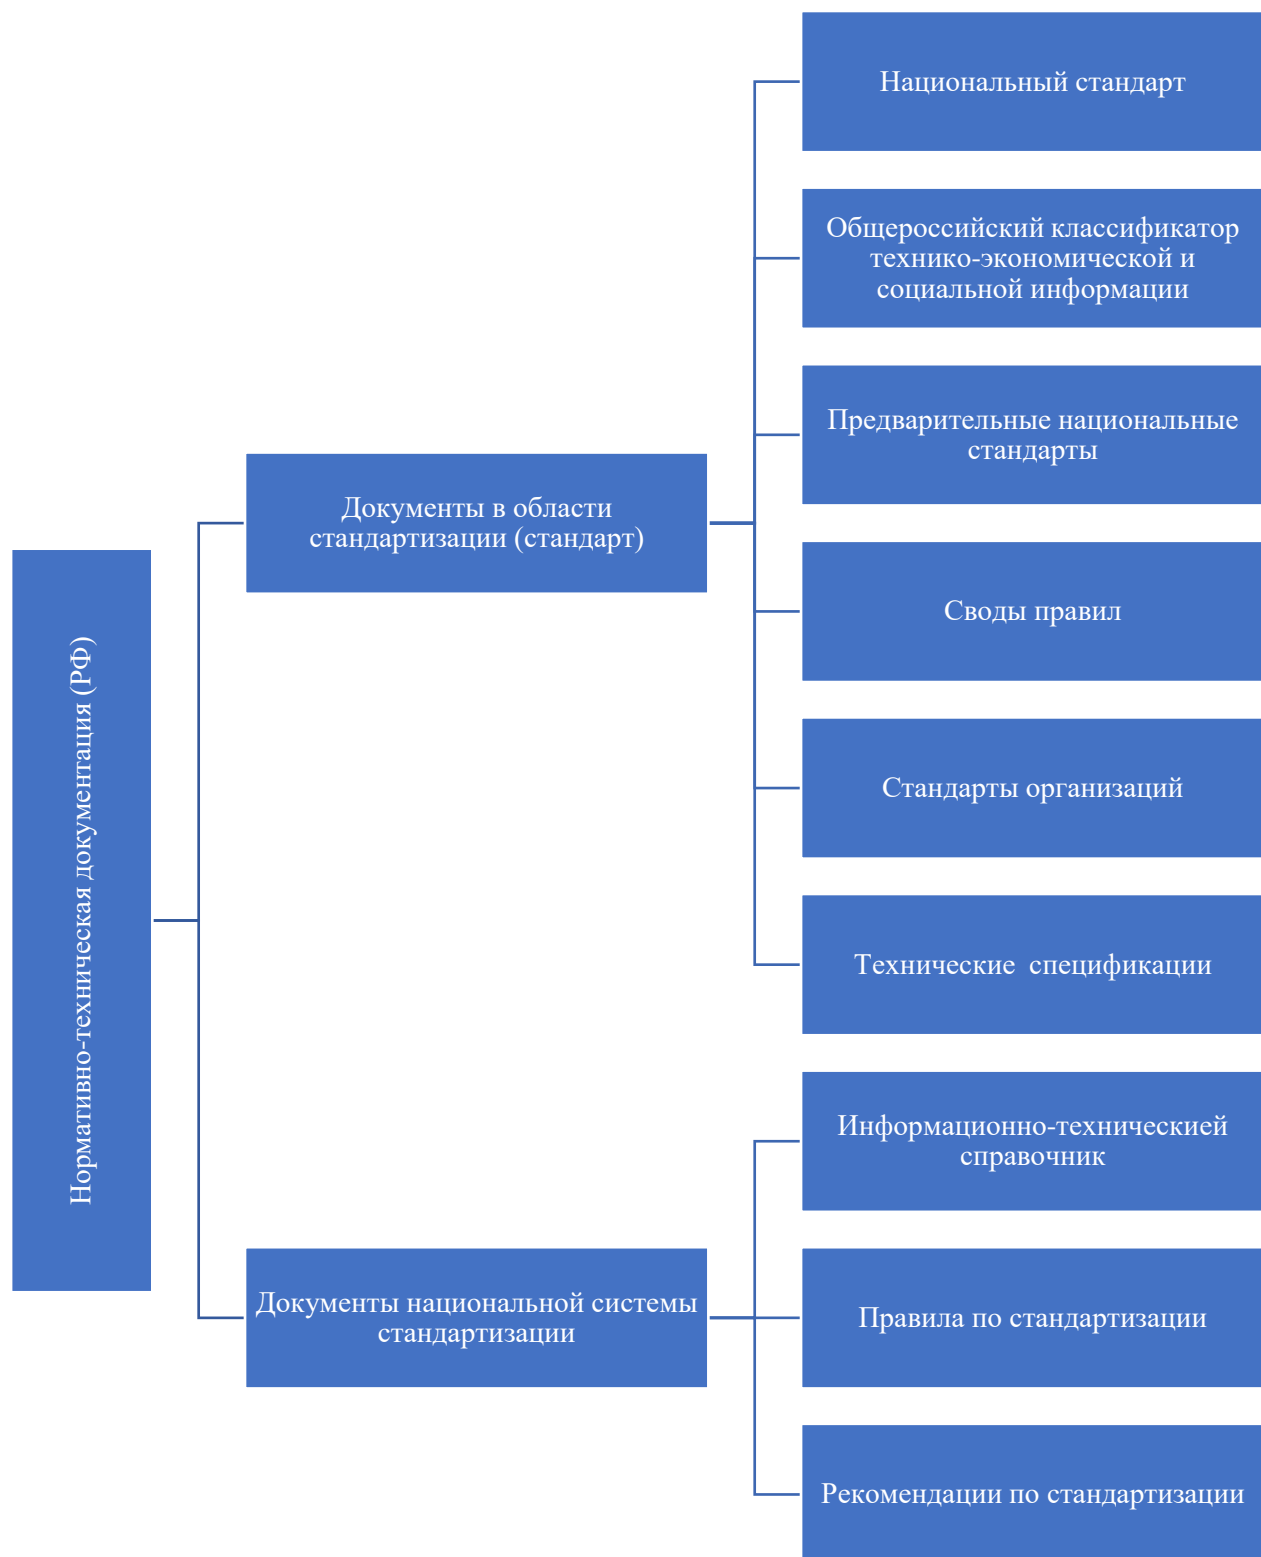 Нормативно-техническая документация (РФ)
Документы в области
стандартизации (стандарт)
Национальный стандарт
Общероссийский классификатор
технико-экономической и
социальной информации
Предварительные национальные
стандарты
Своды правил
Стандарты организаций
Технические  спецификации
Документы национальной системы
стандартизации
Информационно-техническией
справочник
Правила по стандартизации
Рекомендации по стандартизации